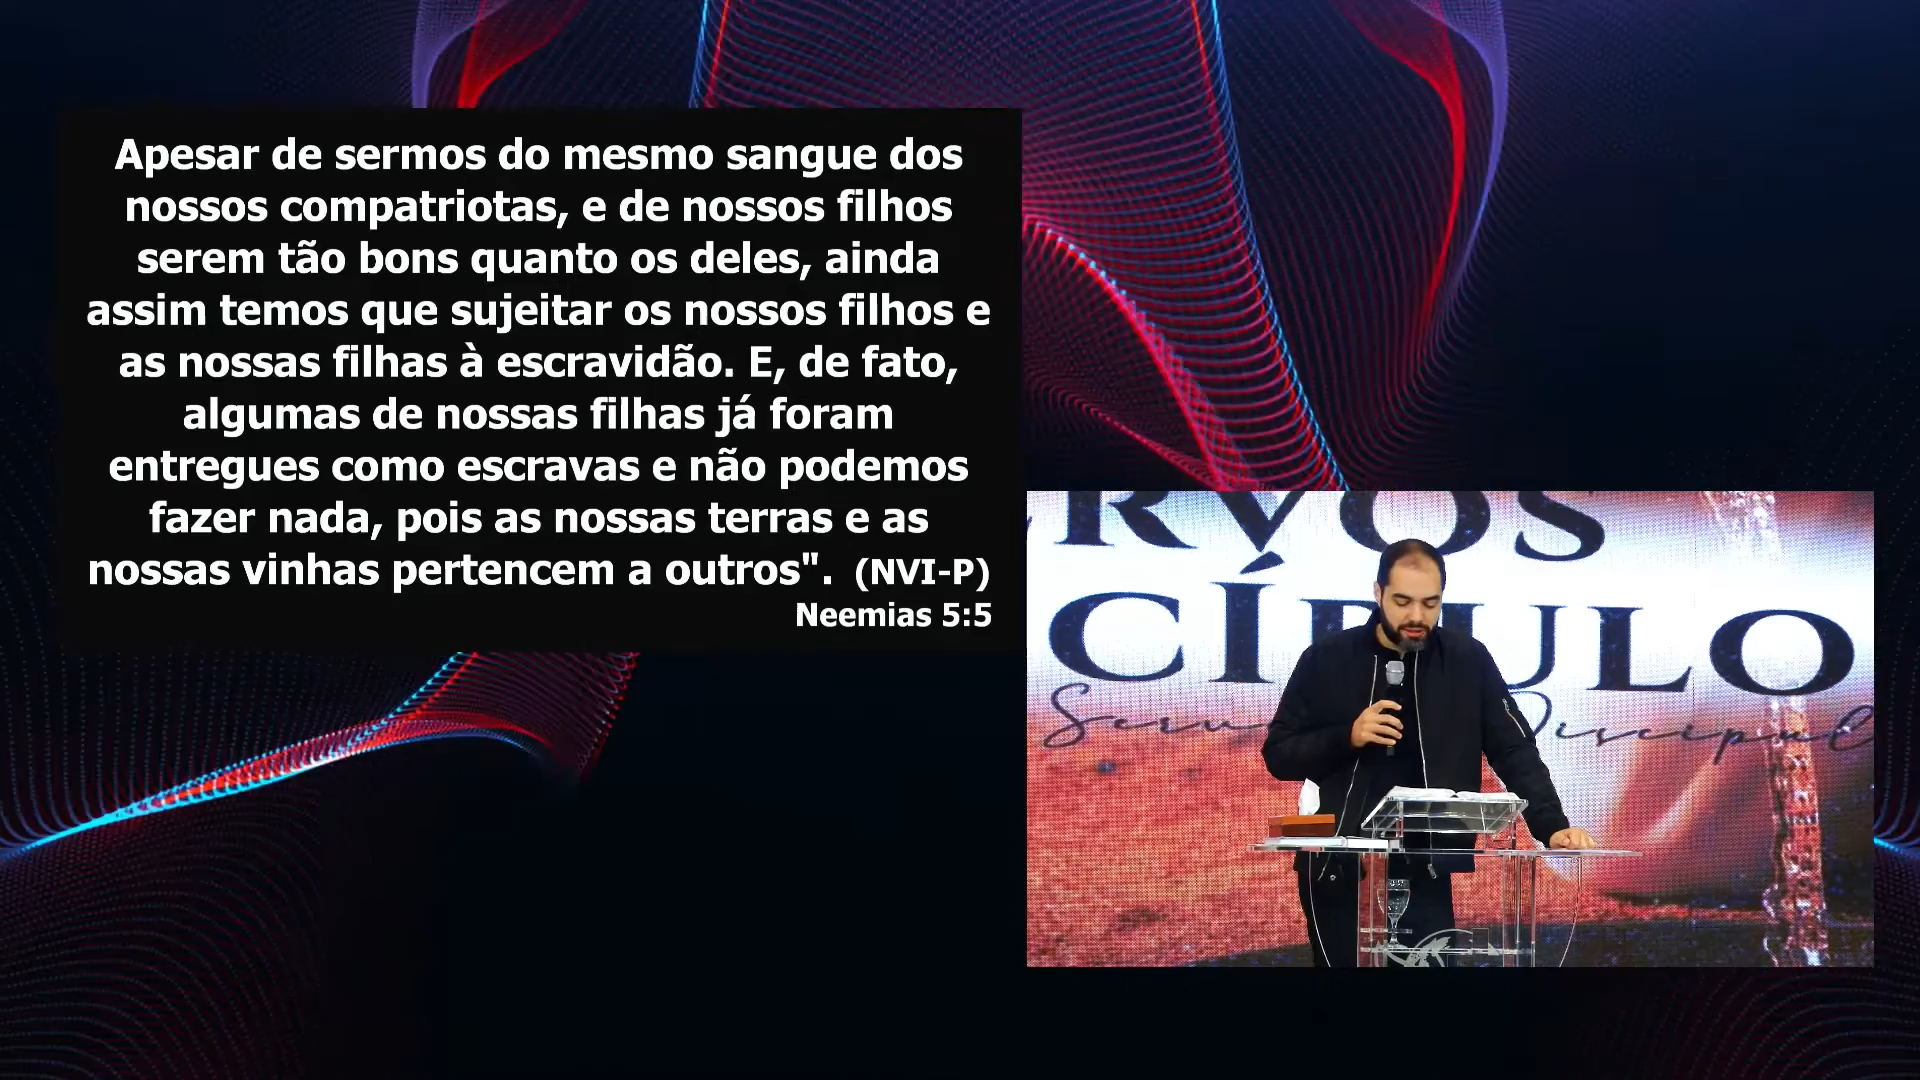 Apesar de sermos do mesmo sangue dos
nossos compatriotas, e de nossos filhos
serem tão bons quanto os deles, ainda
assim temos que sujeitar os nossos filhos e
as nossas filhas à escravidão. E, de fato,
algumas de nossas filhas já foram
entregues como escravas e não podemos
fazer nada, pois as nossas terras e as
nossas vinhas pertencem a outros". (NVI-P)
Neemias 5:5
RVOS
CÍPULO